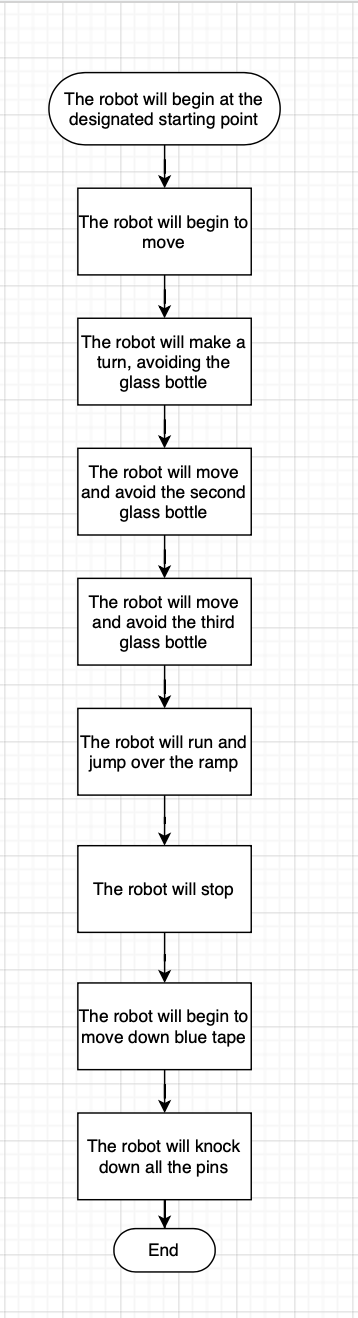 The robot will begin at the
designated starting point
The robot will begin to
move
The robot will make a
turn, avoiding the
glass bottle
The robot will move
and avoid the second
glass bottle
The robot will move
and avoid the third
glass bottle
The robot will run and
jump over the ramp
The robot will stop
The robot will begin to
move down blue tape
The robot will knock
down all the pins
End